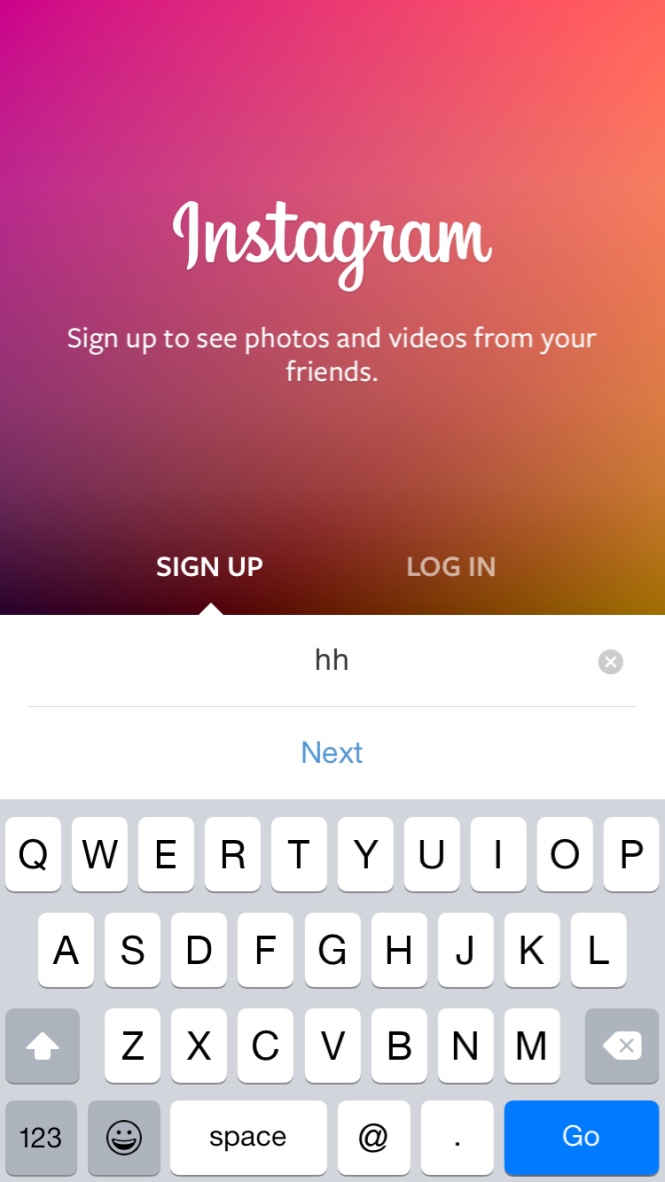 Instagram
Sign up to see photos and videos from your
friends.
SIGN UP LOG IN
hh
Next
Q W E R T Y U I O P
A S D F G H J K L
Z X C V B N M
123 space @ . Go